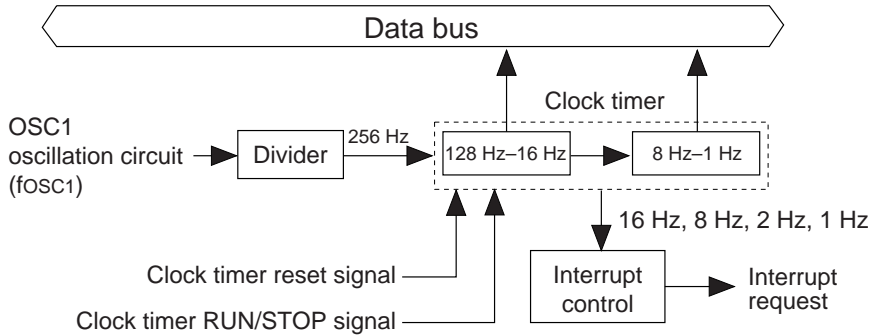 Data bus
Clock timer
OSC1
oscillation circuit
(fOSC1)
Divider
256 Hz
128 Hz–16 Hz
8 Hz–1 Hz
16 Hz, 8 Hz, 2 Hz, 1 Hz
Clock timer reset signal
Clock timer RUN/STOP signal
Interrupt
control
Interrupt
request